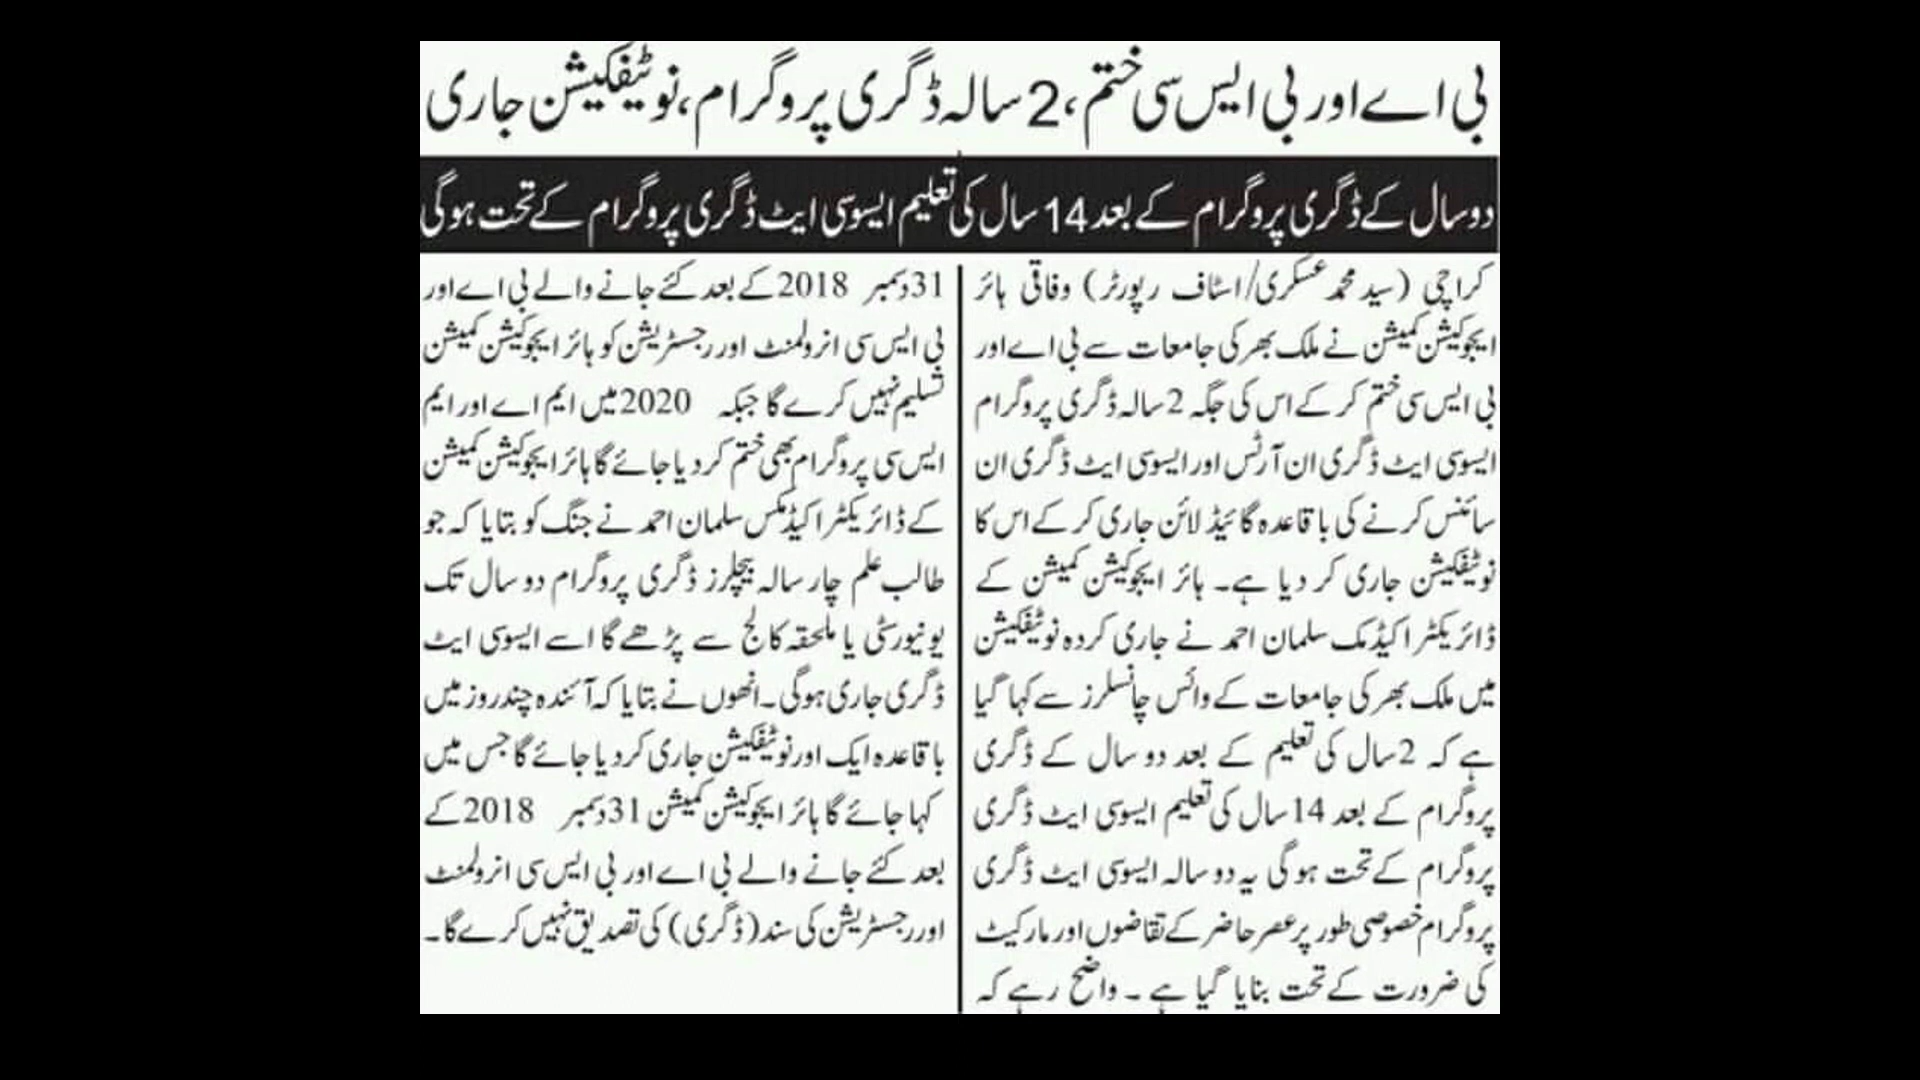 بی اے اور بی ایس سی ختم، 2 سالہ ڈگری پروگرام، نوٹیفکیشن جاری
دو سال کے ڈگری پروگرام کے بعد 14 سال کی تعلیم ایسوسی ایٹ ڈگری پروگرام کے تحت ہوگی
کراچی (سید محمد عسکری/اسٹاف رپورٹر) وفاقی ہائر
ایجوکیشن کمیشن نے ملک بھر کی جامعات سے بی اے اور
بی ایس سی ختم کر کے اس کی جگہ 2 سالہ ڈگری پروگرام
ایسوسی ایٹ ڈگری ان آرٹس اور ایسوسی ایٹ ڈگری ان
سائنس کرنے کی باقاعدہ گائیڈ لائن جاری کر کے اس کا
نوٹیفکیشن جاری کر دیا ہے۔ ہائر ایجوکیشن کمیشن کے
ڈائریکٹر اکیڈمک سلمان احمد نے جاری کردہ نوٹیفکیشن
میں ملک بھر کی جامعات کے وائس چانسلرز سے کہا گیا
ہے کہ 2 سال کی تعلیم کے بعد دو سال کے ڈگری
پروگرام کے بعد 14 سال کی تعلیم ایسوسی ایٹ ڈگری
پروگرام کے تحت ہوگی یہ دو سالہ ایسوسی ایٹ ڈگری
پروگرام خصوصی طور پر عصر حاضر کے تقاضوں اور مارکیٹ
کی ضرورت کے تحت بنایا گیا ہے ۔ واضح رہے کہ
31 دسمبر 2018 کے بعد کئے جانے والے بی اے اور
بی ایس سی انرولمنٹ اور رجسٹریشن کو ہائر ایجوکیشن کمیشن
تسلیم نہیں کرے گا جبکہ 2020 میں ایم اے اور ایم
ایس سی پروگرام بھی ختم کر دیا جائے گا ہائر ایجوکیشن کمیشن
کے ڈائریکٹر اکیڈمکس سلمان احمد نے جنگ کو بتایا کہ جو
طالب علم چار سالہ بیچلرز ڈگری پروگرام دو سال تک
یونیورسٹی یا ملحقہ کالج سے پڑھے گا اسے ایسوسی ایٹ
ڈگری جاری ہوگی۔ انھوں نے بتایا کہ آئندہ چند روز میں
باقاعدہ ایک اور نوٹیفکیشن جاری کر دیا جائے گا جس میں
کہا جائے گا ہائر ایجوکیشن کمیشن 31 دسمبر 2018 کے
بعد کئے جانے والے بی اے اور بی ایس سی انرولمنٹ
اور رجسٹریشن کی سند (ڈگری) کی تصدیق نہیں کرے گا۔